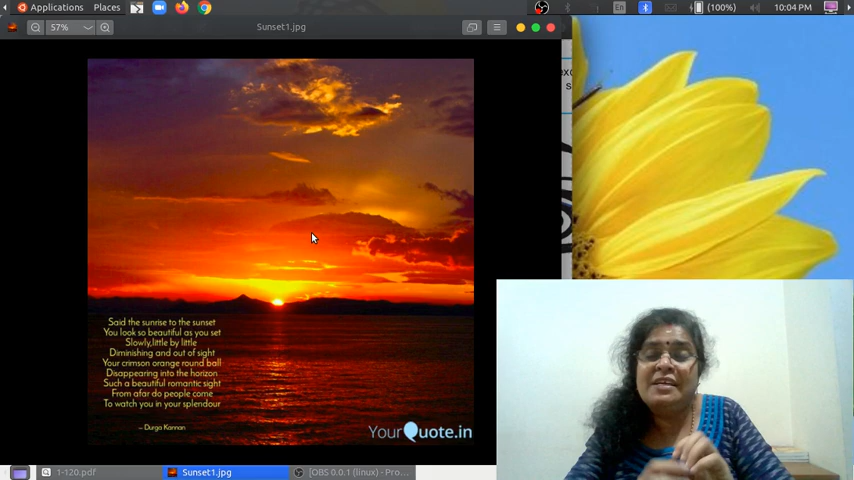 Applications Places
En
(100%)
10:04 PM
57%
Sunset1.jpg
Said the sunrise to the sunset
You look so beautiful as you set
Slowly,little by little
Diminishing and out of sight
Your crimson orange round ball
Disappearing into the horizon
Such a beautiful romantic sight
From afar do people come
To watch you in your splendour
– Durga Kannan
YourQuote.in
1-120.pdf
Sunset1.jpg
[OBS 0.0.1 (linux) - Pro...